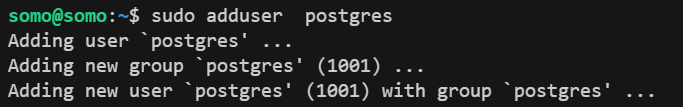 somo@somo:~$ sudo adduser  postgres
Adding user `postgres' ...
Adding new group `postgres' (1001) ...
Adding new user `postgres' (1001) with group `postgres' ...